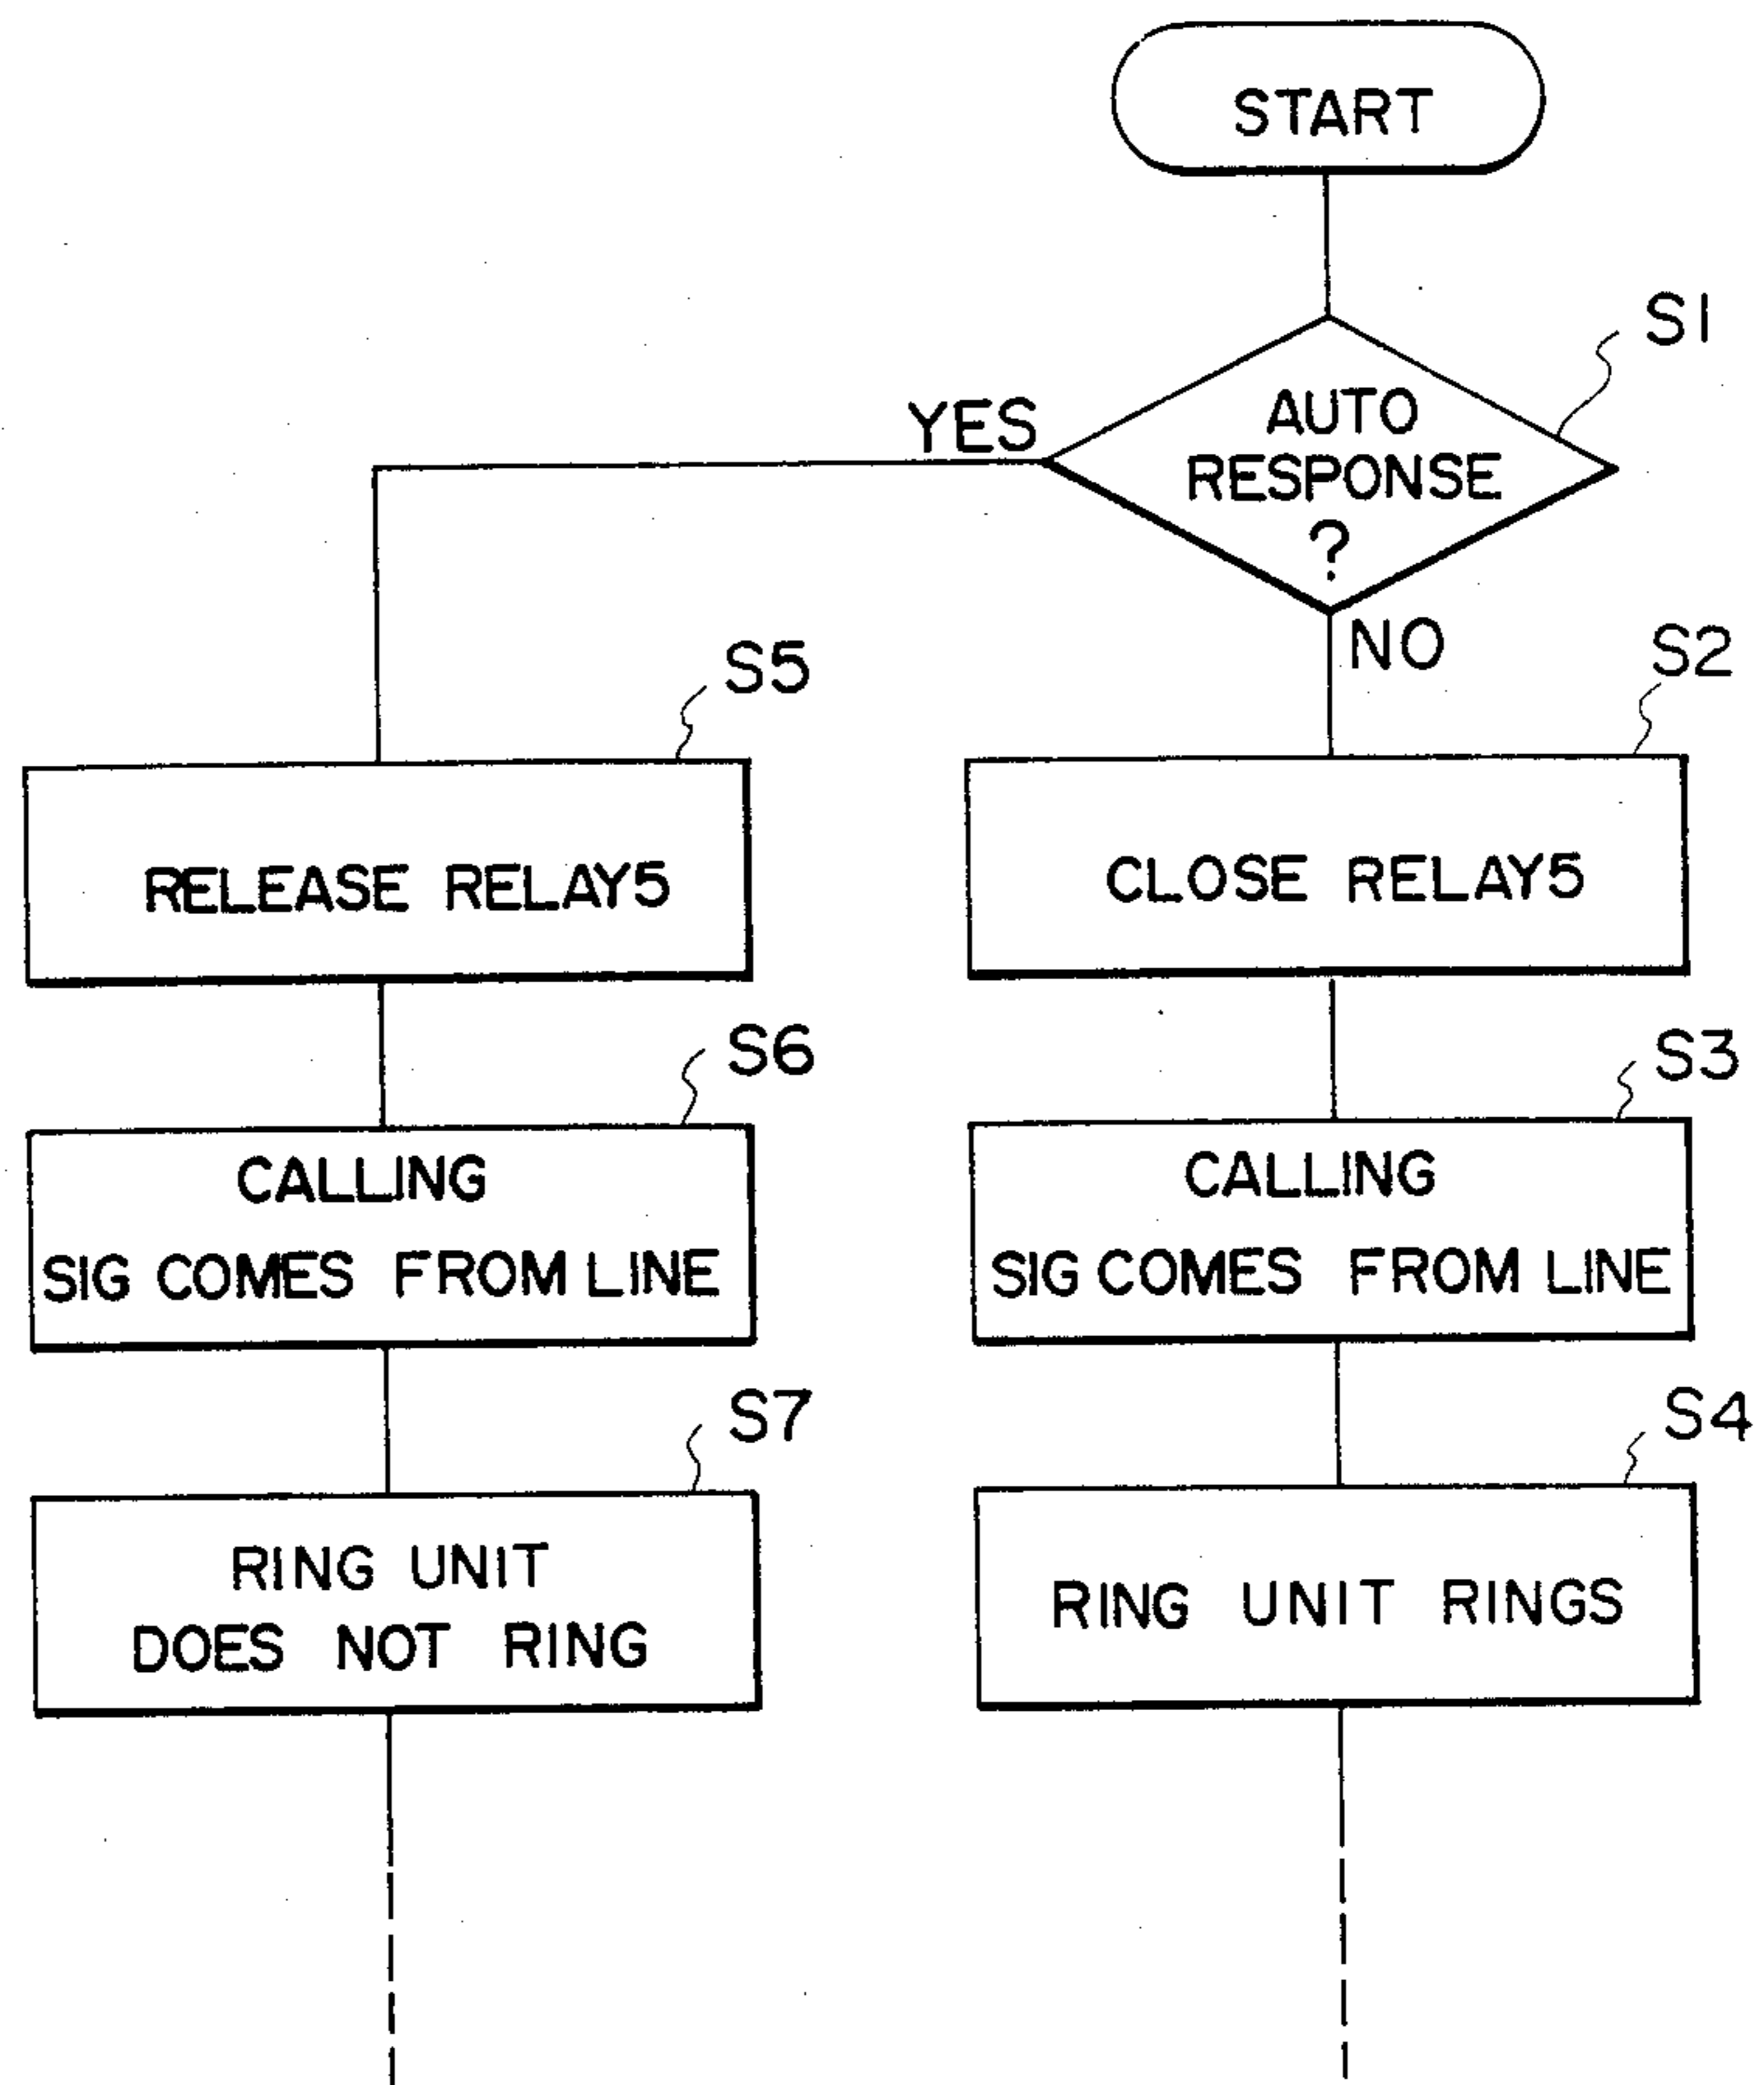 START
S1
AUTO
RESPONSE
?
YES
NO
S5
RELEASE RELAY5
S2
CLOSE RELAY5
S6
CALLING
SIG COMES FROM LINE
S3
CALLING
SIG COMES FROM LINE
S7
RING UNIT
DOES NOT RING
S4
RING UNIT RINGS